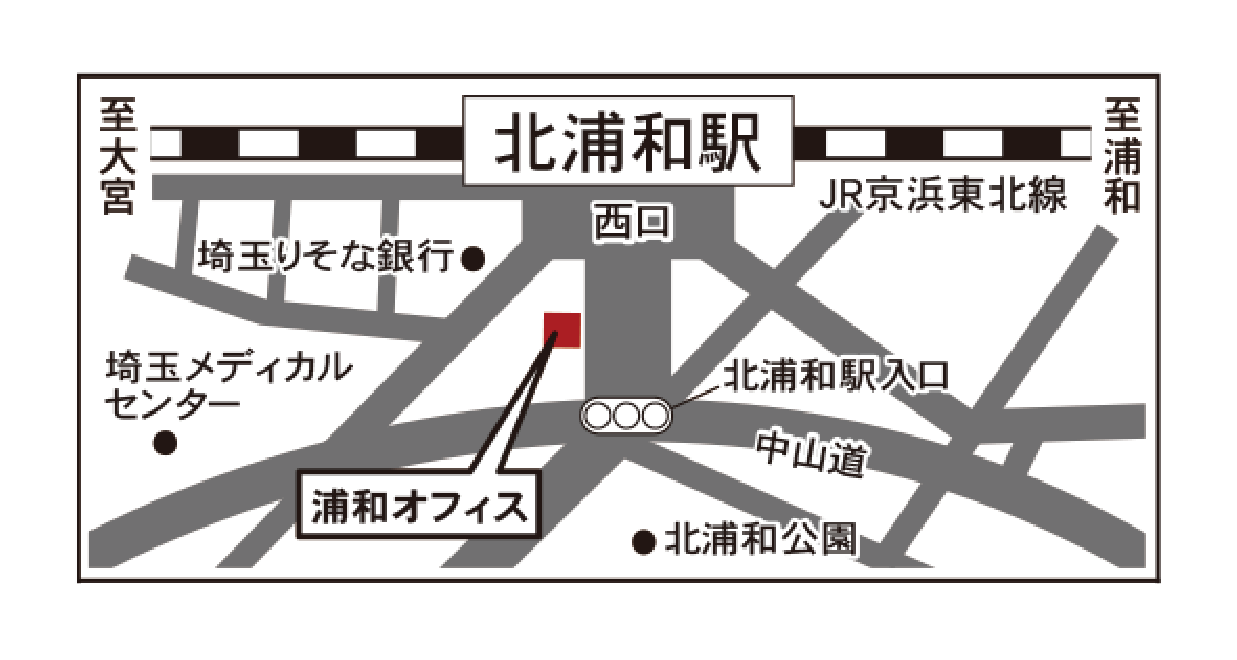 至大宮
北浦和駅
至浦和
JR京浜東北線
西口
埼玉りそな銀行
埼玉メディカル
センター
北浦和駅入口
中山道
浦和オフィス
北浦和公園